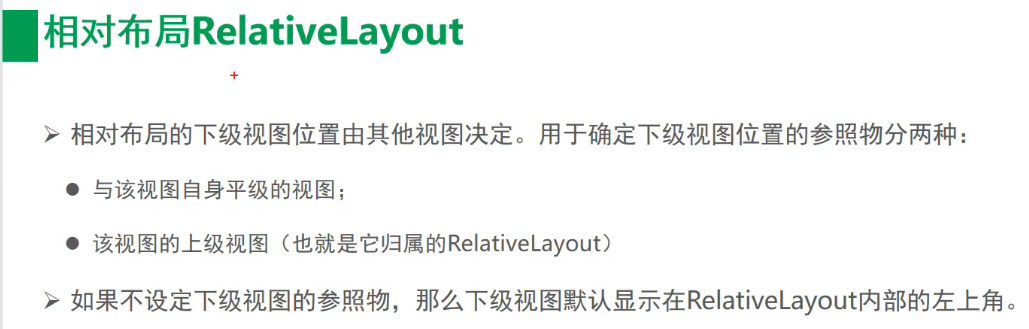 相对布局RelativeLayout
➢ 相对布局的下级视图位置由其他视图决定。用于确定下级视图位置的参照物分两种：
● 与该视图自身平级的视图；
● 该视图的上级视图（也就是它归属的RelativeLayout）
➢ 如果不设定下级视图的参照物，那么下级视图默认显示在RelativeLayout内部的左上角。